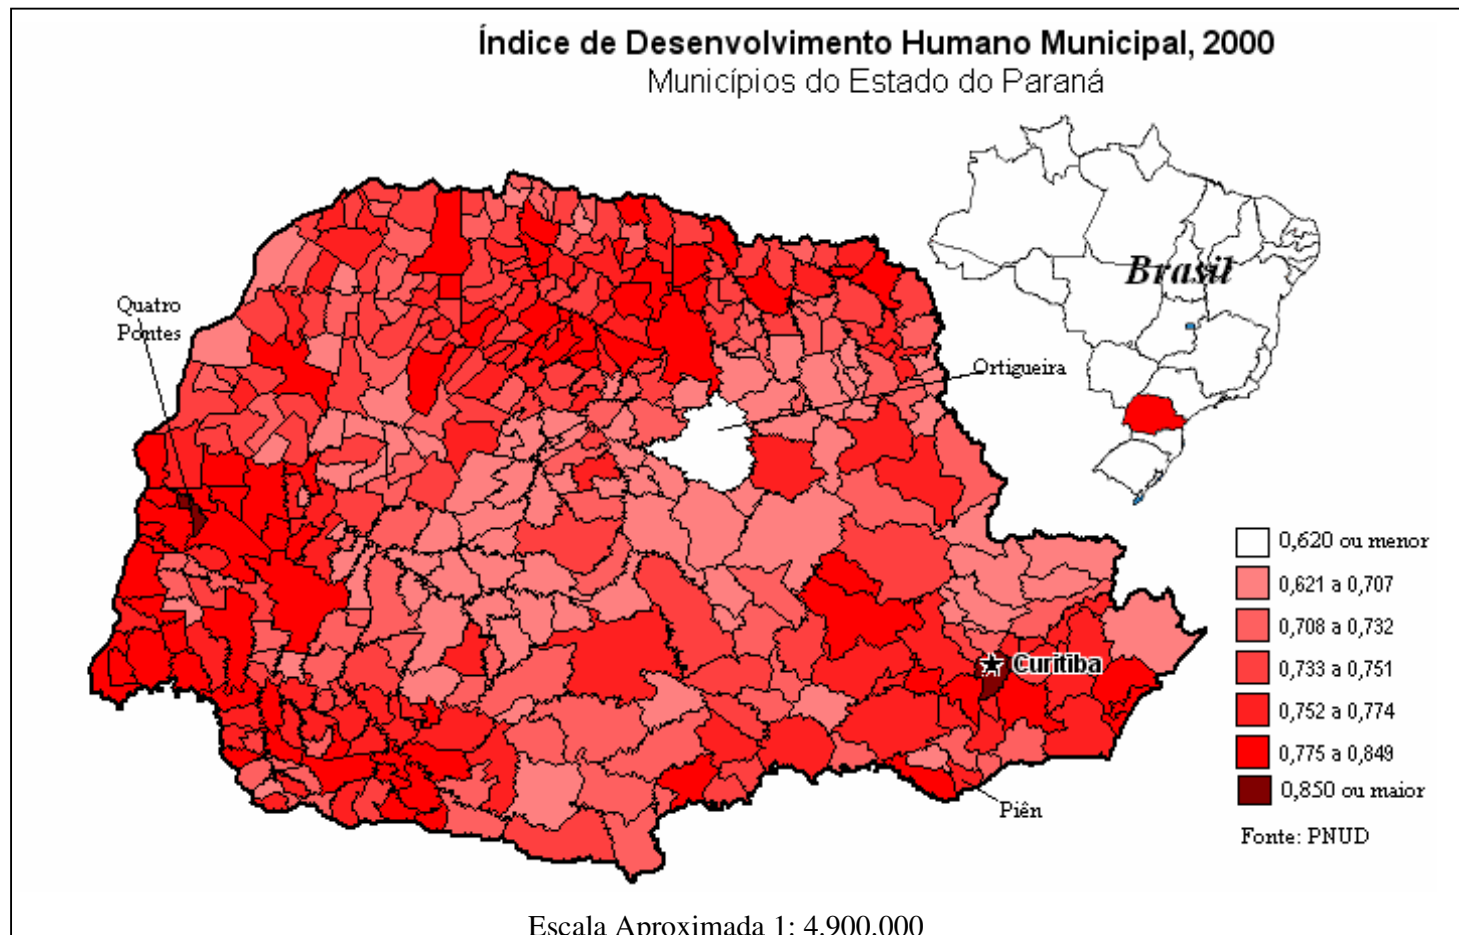 Índice de Desenvolvimento Humano Municipal, 2000
Municípios do Estado do Paraná
Brasil
Quatro
Pontes
Ortigueira
Curitiba
Piên
0,620 ou menor
0,621 a 0,707
0,708 a 0,732
0,733 a 0,751
0,752 a 0,774
0,775 a 0,849
0,850 ou maior
Fonte: PNUD
Escala Aproximada 1: 4.900.000